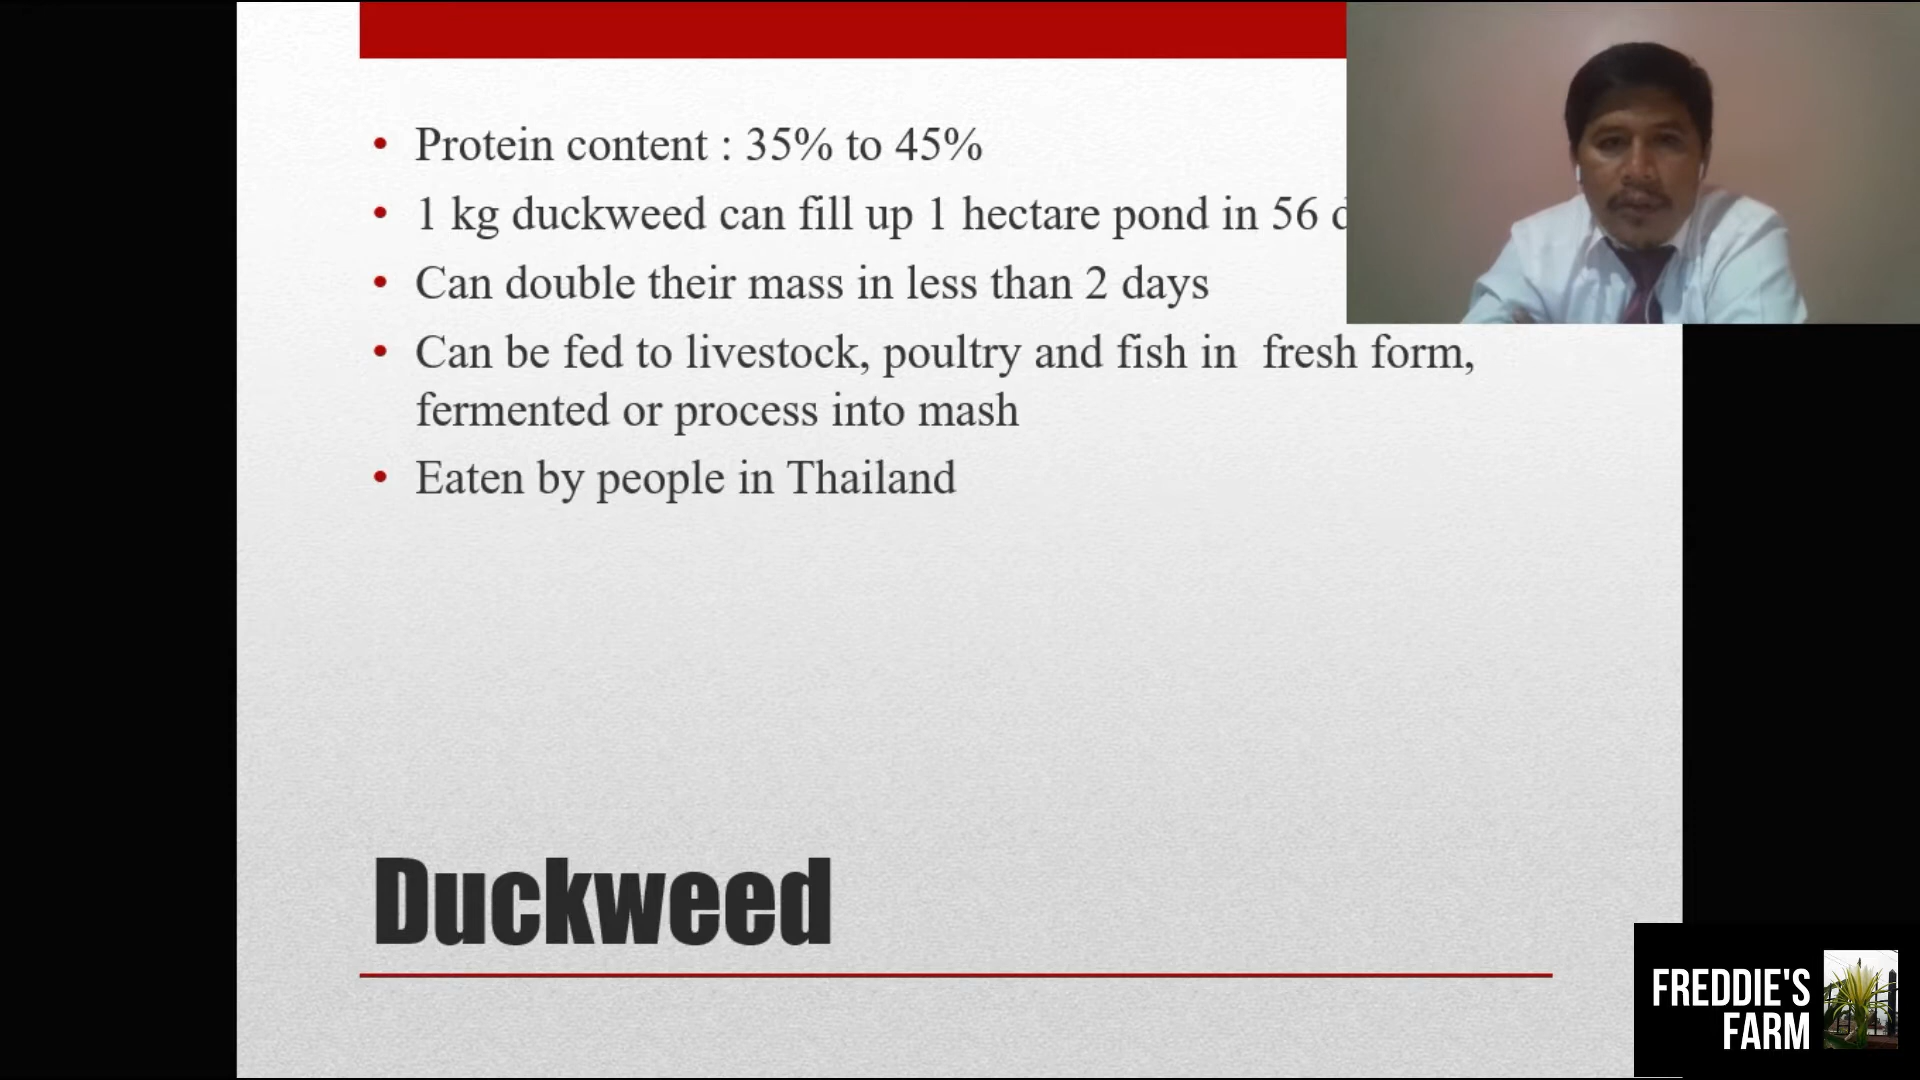 • Protein content : 35% to 45%
• 1 kg duckweed can fill up 1 hectare pond in 56
• Can double their mass in less than 2 days
• Can be fed to livestock, poultry and fish in fresh form,
fermented or process into mash
• Eaten by people in Thailand
Duckweed
FREDDIE'S
FARM